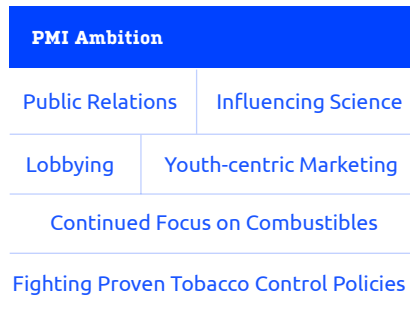 PMI Ambition
Public Relations
Influencing Science
Lobbying
Youth-centric Marketing
Continued Focus on Combustibles
Fighting Proven Tobacco Control Policies